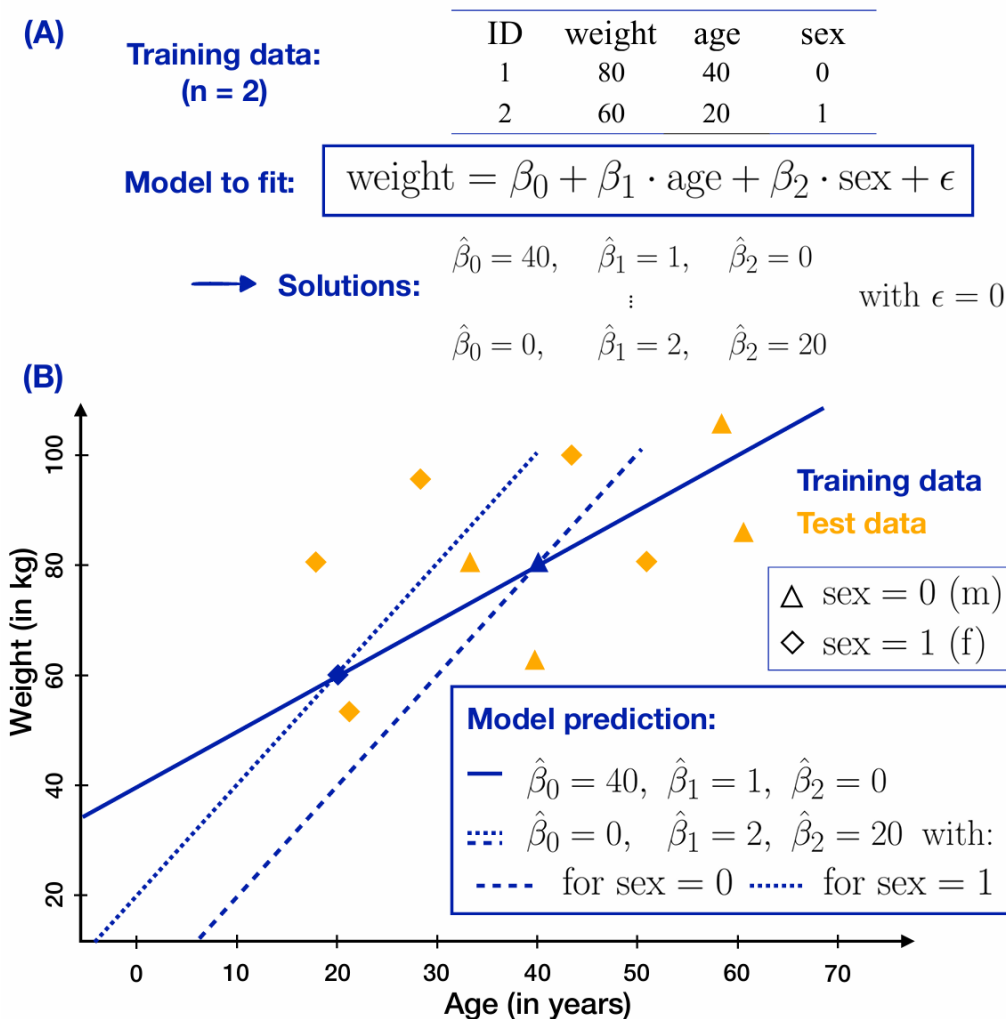 (A)
Training data:
(n = 2)
ID weight age sex
1 80 40 0
2 60 20 1
Model to fit: weight = β₀ + β₁ · age + β₂ · sex + ϵ
Solutions: β̂₀ = 40, β̂₁ = 1, β̂₂ = 0
⋮
with ϵ = 0
β̂₀ = 0, β̂₁ = 2, β̂₂ = 20
(B)
Weight (in kg)
100
80
60
40
20
Training data
Test data
△ sex = 0 (m)
◇ sex = 1 (f)
Model prediction:
β̂₀ = 40, β̂₁ = 1, β̂₂ = 0
β̂₀ = 0, β̂₁ = 2, β̂₂ = 20 with:
for sex = 0 for sex = 1
0 10 20 30 40 50 60 70
Age (in years)